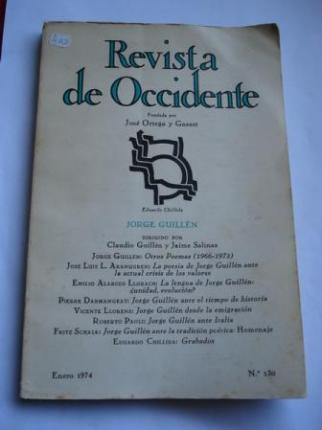 Revista
de Occidente
Fundada por
José Ortega y Gasset
Eduardo Chillida
JORGE GUILLÉN
DIRIGIDO POR
Claudio Guillén y Jaime Salinas
JORGE GUILLÉN: Otros Poemas (1966-1972)
JOSÉ LUIS L. ARANGUREN: La poesía de Jorge Guillén ante
la actual crisis de los valores
EMILIO ALARCOS LLORACH: La lengua de Jorge Guillén:
¿unidad, evolución?
PIERRE DARMANGEAT: Jorge Guillén ante el tiempo de historia
VICENTE LLORENS: Jorge Guillén desde la emigración
ROBERTO PAOLI: Jorge Guillén ante Italia
FRITZ SCHALK: Jorge Guillén ante la tradición poética: Homenaje
EDUARDO CHILLIDA: Grabados
Enero 1974
N.º 130